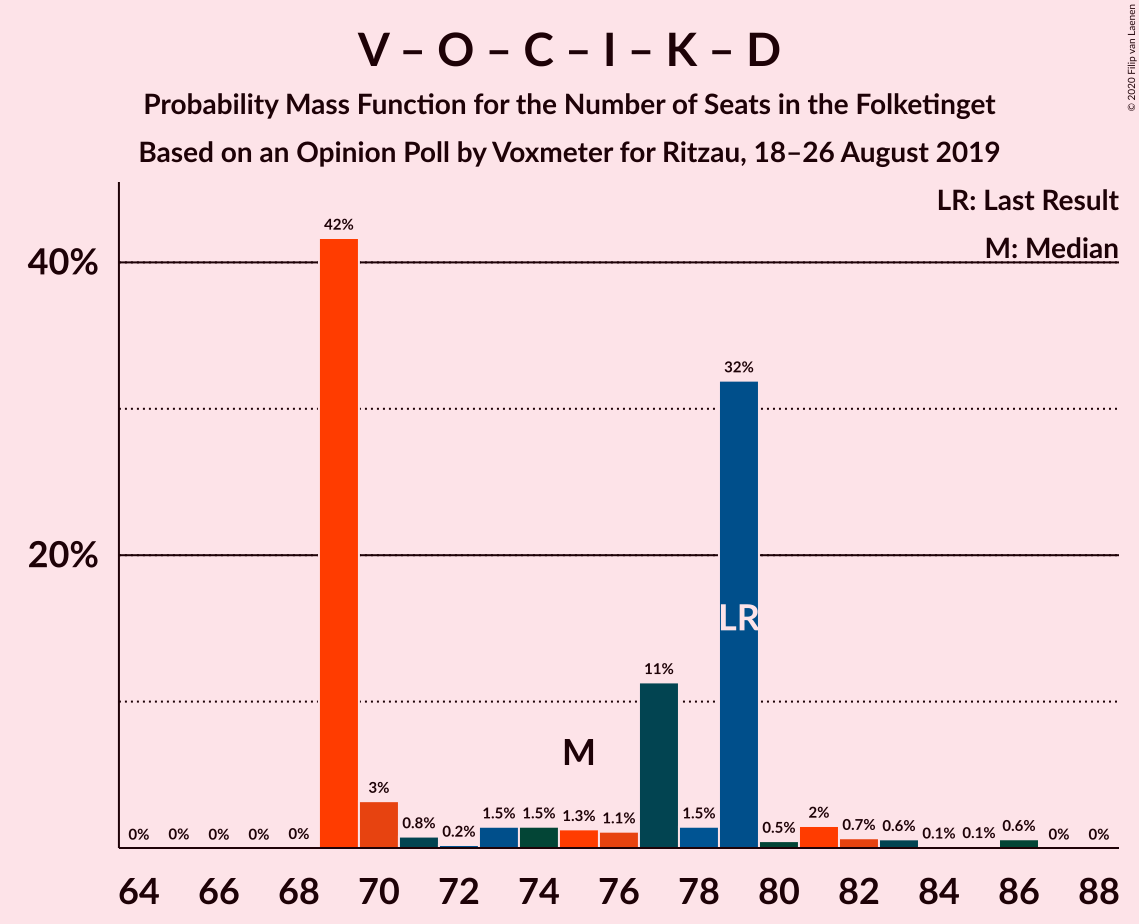 V – O – C – I – K – D
Probability Mass Function for the Number of Seats in the Folketinget
Based on an Opinion Poll by Voxmeter for Ritzau, 18–26 August 2019
© 2020 Filip van Laenen
LR: Last Result
M: Median
40%
20%
42%
32%
LR
11%
M
0% 0% 0% 0% 0% 3% 0.8% 0.2% 1.5% 1.5% 1.3% 1.1% 1.5% 0.5% 2% 0.7% 0.6% 0.1% 0.1% 0.6% 0% 0%
64 66 68 70 72 74 76 78 80 82 84 86 88